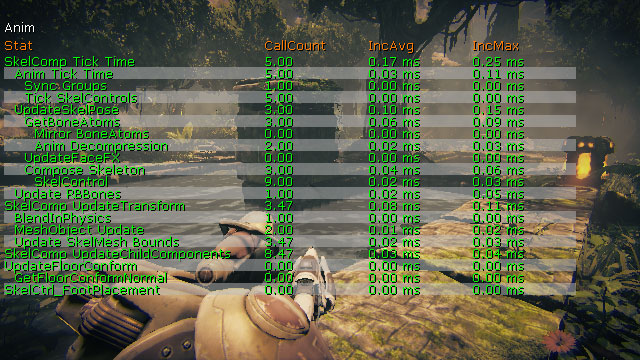 Anim
Stat CallCount IncAvg IncMax
SkelComp Tick Time 5.00 0.17 ms 0.25 ms
Anim Tick Time 5.00 0.03 ms 0.11 ms
Sync Groups 1.00 0.00 ms 0.00 ms
Tick SkelControls 5.00 0.00 ms 0.00 ms
UpdateSkelPose 3.00 0.10 ms 0.15 ms
GetBoneAtoms 3.00 0.06 ms 0.09 ms
Mirror BoneAtoms 0.00 0.00 ms 0.00 ms
Anim Decompression 2.00 0.02 ms 0.03 ms
UpdateFaceFX 0.00 0.00 ms 0.00 ms
Compose Skeleton 3.00 0.04 ms 0.06 ms
SkelControl 9.00 0.02 ms 0.03 ms
Update RBBones 1.00 0.02 ms 0.05 ms
SkelComp UpdateTransform 3.47 ms 0.11 ms
BlendInPhysics 1.00 0.00 ms 0.00 ms
MeshObject Update 2.00 0.01 ms 0.02 ms
Update SkelMesh Bounds 3.47 0.02 ms 0.03 ms
SkelComp UpdateChildComponents 8.47 0.03 ms 0.04 ms
UpdateFloorConform 0.00 0.00 ms 0.00 ms
GetFloorConformNormal 0.00 0.00 ms 0.00 ms
SkelCtrl_FootPlacement 0.00 0.00 ms 0.00 ms